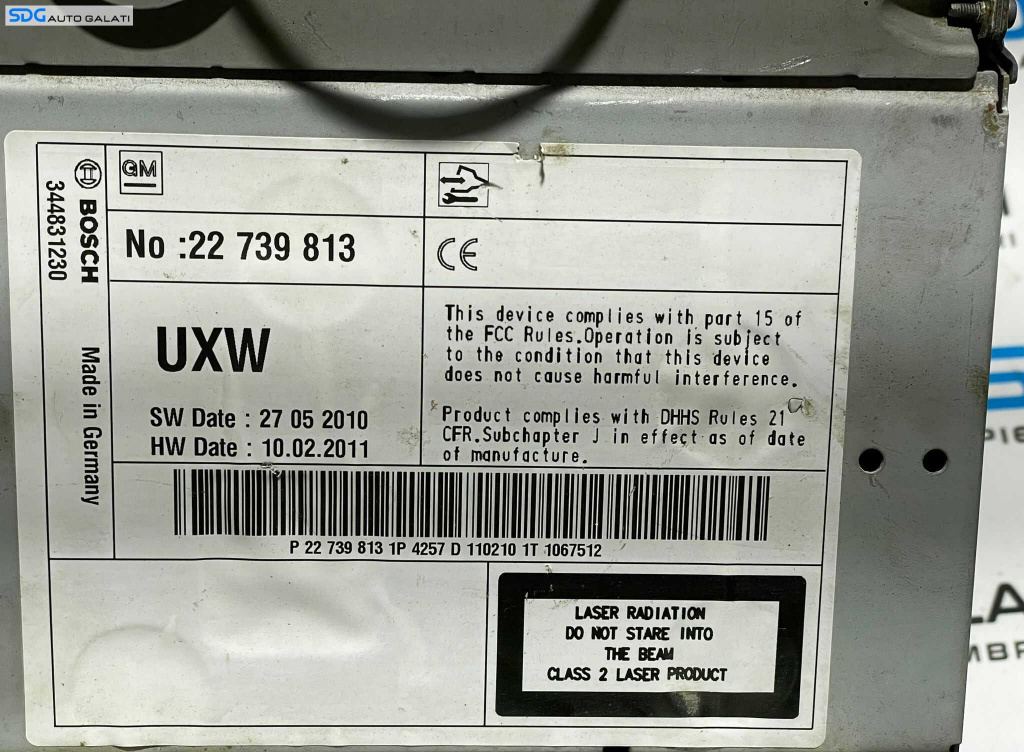 SDG AUTO GALATI
BOSCH
344831230
Made in Germany
GM
No :22 739 813
CE
UXW
SW Date : 27 05 2010
HW Date : 10.02.2011
This device complies with part 15 of
the FCC Rules.Operation is subject
to the condition that this device
does not cause harmful interference.
Product complies with DHHS Rules 21
CFR.Subchapter J in effect as of date
of manufacture.
P 22 739 813 1P 4257 D 110210 1T 1067512
LASER RADIATION
DO NOT STARE INTO
THE BEAM
CLASS 2 LASER PRODUCT